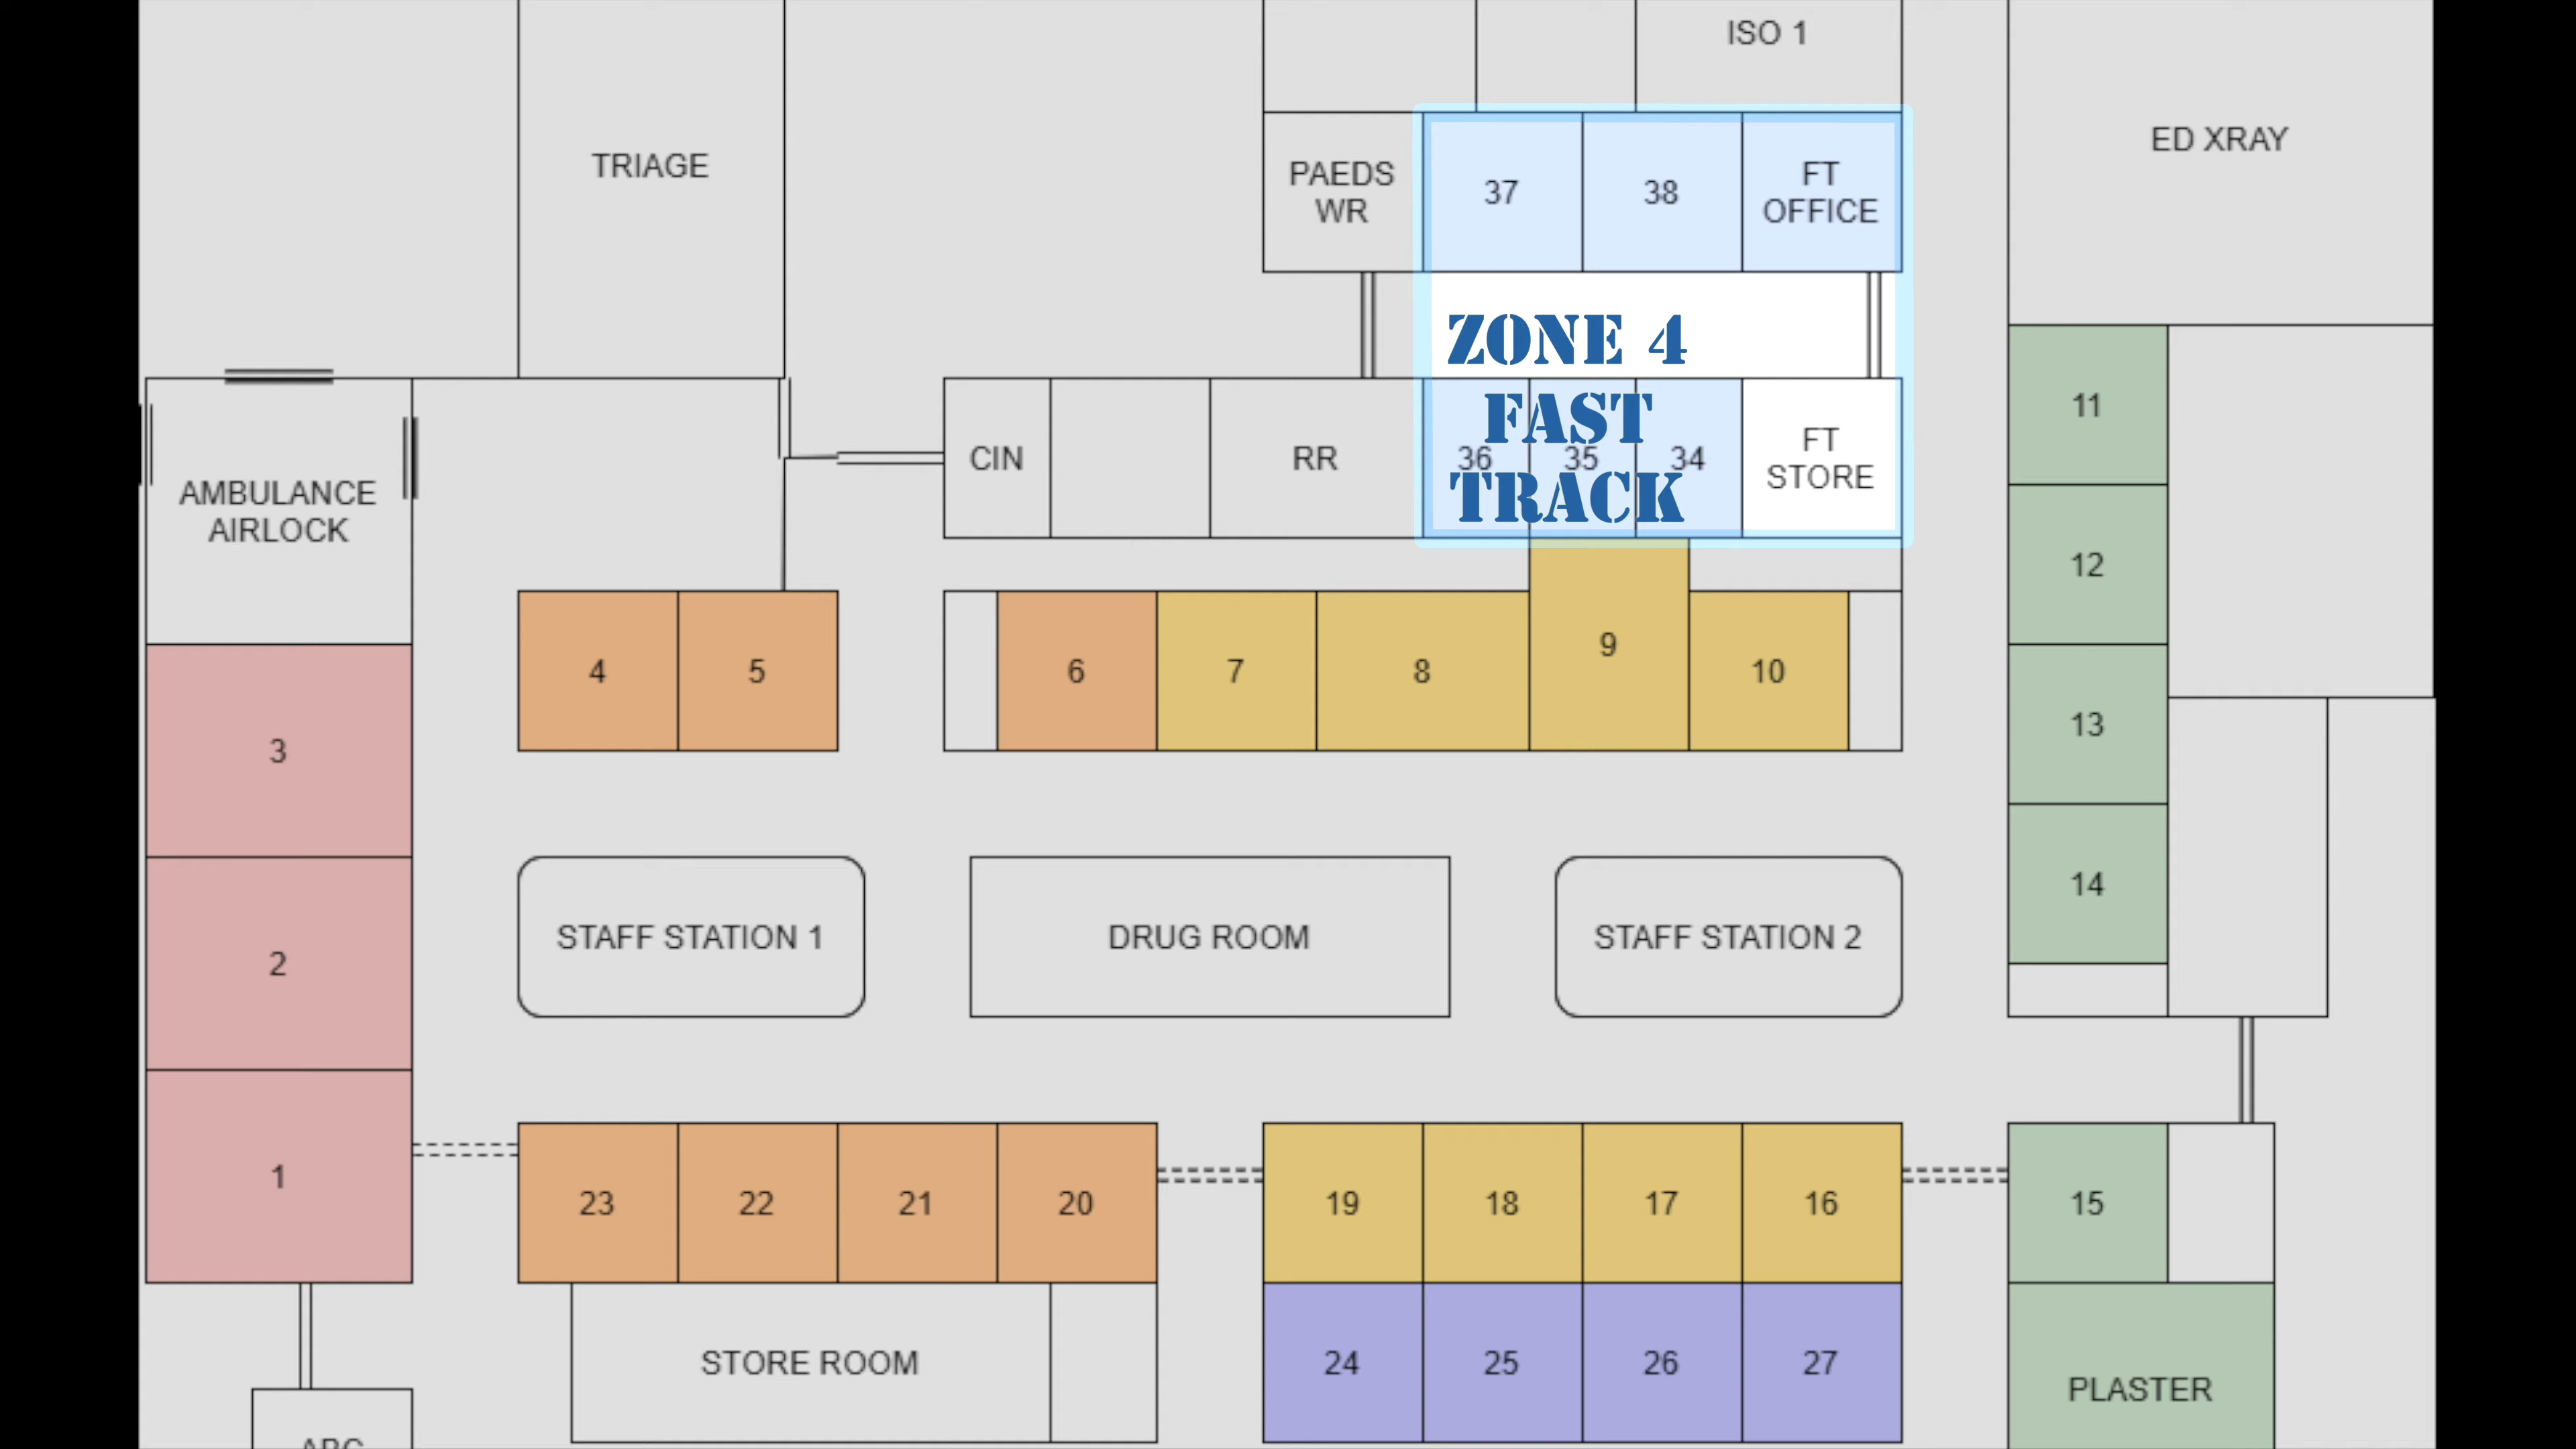 ISO 1
TRIAGE
PAEDS
WR
37
38
FT
OFFICE
ED XRAY
ZONE 4
FAST
TRACK
CIN
RR
36
35
34
FT
STORE
AMBULANCE
AIRLOCK
11
12
13
14
3
2
1
4
5
6
7
8
9
10
STAFF STATION 1
DRUG ROOM
STAFF STATION 2
23
22
21
20
19
18
17
16
15
STORE ROOM
24
25
26
27
PLASTER